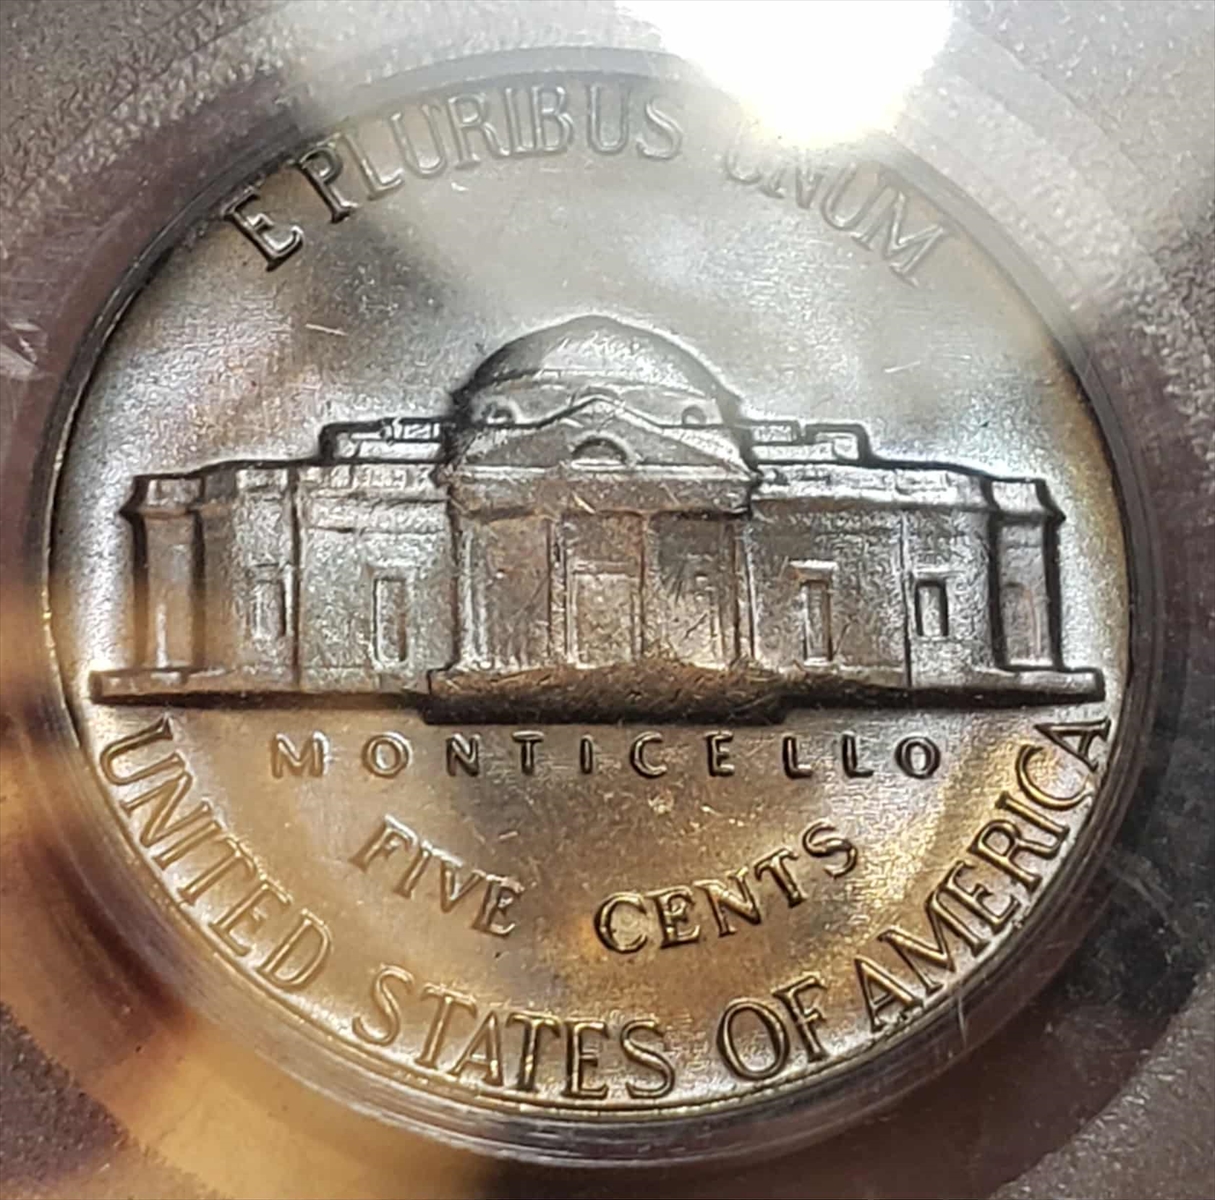 E PLURIBUS UNUM
MONTICELLO
FIVE CENTS
UNITED STATES OF AMERICA